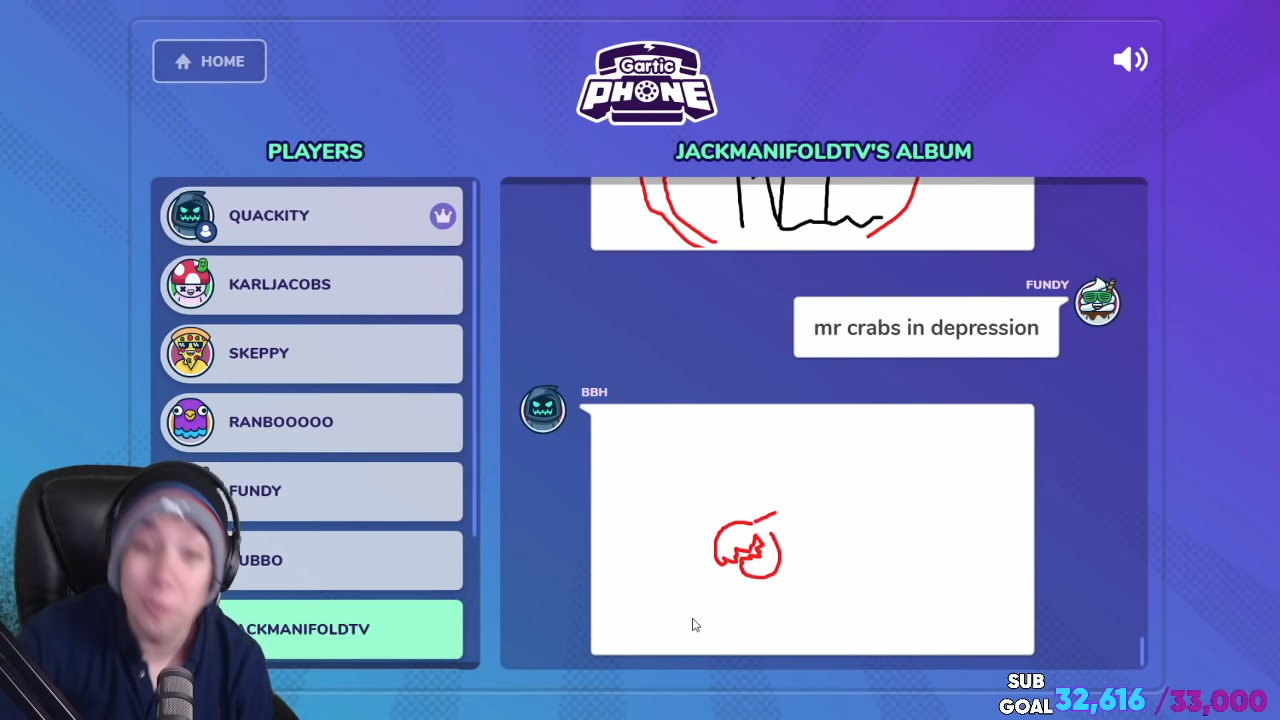 HOME
Gartic
PHONE
PLAYERS
JACKMANIFOLDTV'S ALBUM
QUACKITY
KARLJACOBS
SKEPPY
RANBOOOOO
FUNDY
UBBO
ACKMANIFOLDTV
FUNDY
mr crabs in depression
BBH
SUB
GOAL 32,616 / 33,000